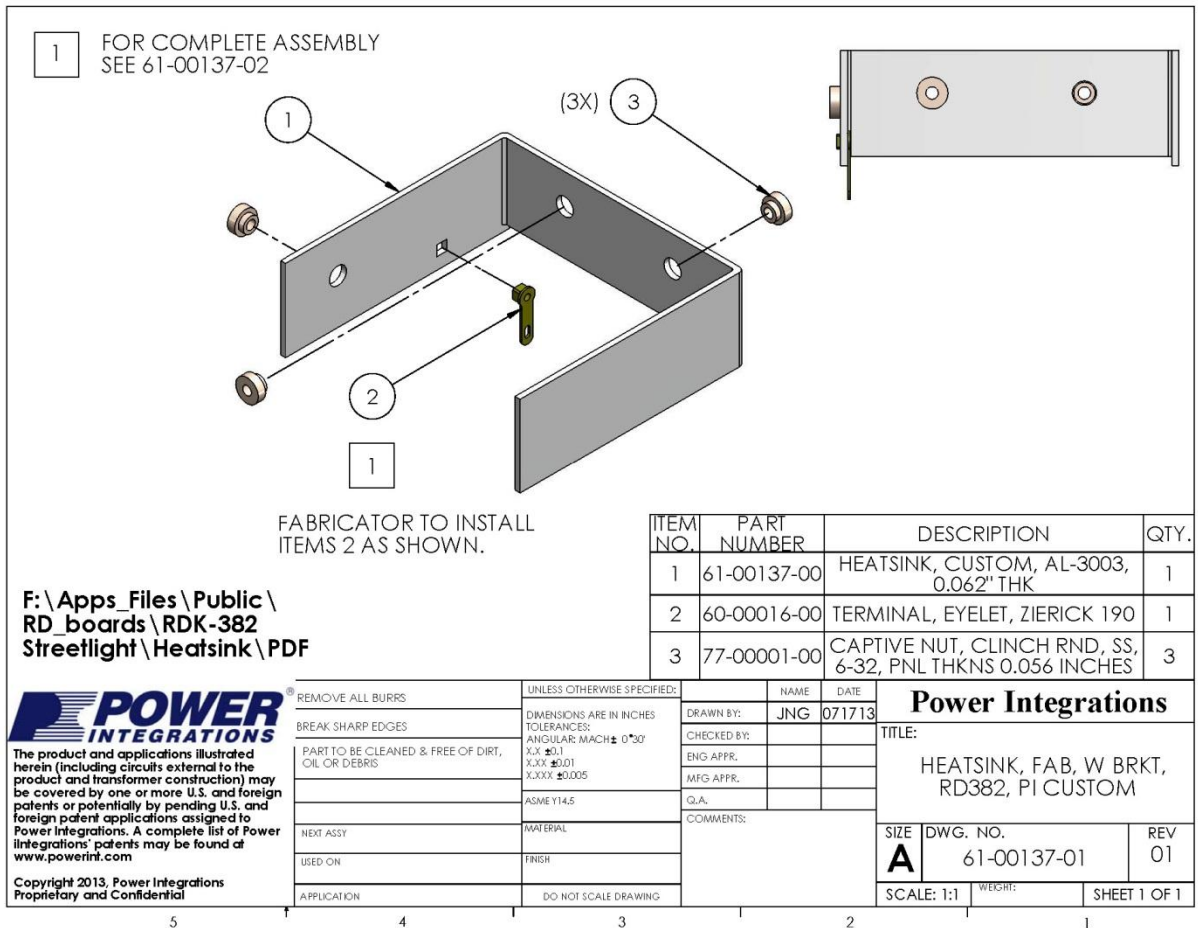 1
FOR COMPLETE ASSEMBLY
SEE 61-00137-02
1
(3X) 3
2
1
FABRICATOR TO INSTALL
ITEMS 2 AS SHOWN.
F:\Apps_Files\Public\
RD_boards\RDK-382
Streetlight\Heatsink\PDF
ITEM NO. PART NUMBER DESCRIPTION QTY.
1 61-00137-00 HEATSINK, CUSTOM, AL-3003, 0.062" THK 1
2 60-00016-00 TERMINAL, EYELET, ZIERICK 190 1
3 77-00001-00 CAPTIVE NUT, CLINCH RND, SS, 6-32, PNL THKNS 0.056 INCHES 3
POWER
INTEGRATIONS®
The product and applications illustrated
herein (including circuits external to the
product and transformer construction) may
be covered by one or more U.S. and foreign
patents or potentially by pending U.S. and
foreign patent applications assigned to
Power Integrations. A complete list of Power
iIntegrations' patents may be found at
www.powerint.com
Copyright 2013, Power Integrations
Proprietary and Confidential
REMOVE ALL BURRS
BREAK SHARP EDGES
PART TO BE CLEANED & FREE OF DIRT,
OIL OR DEBRIS
NEXT ASSY
USED ON
APPLICATION
UNLESS OTHERWISE SPECIFIED:
DIMENSIONS ARE IN INCHES
TOLERANCES:
ANGULAR: MACH± 0°30'
X.X ±0.1
X.XX ±0.01
X.XXX ±0.005
ASME Y14.5
MATERIAL
FINISH
DO NOT SCALE DRAWING
NAME DATE
DRAWN BY: JNG 071713
CHECKED BY:
ENG APPR.
MFG APPR.
Q.A.
COMMENTS:
Power Integrations
TITLE:
HEATSINK, FAB, W BRKT,
RD382, PI CUSTOM
SIZE DWG. NO. REV
A 61-00137-01 01
SCALE: 1:1 WEIGHT: SHEET 1 OF 1
5 4 3 2 1